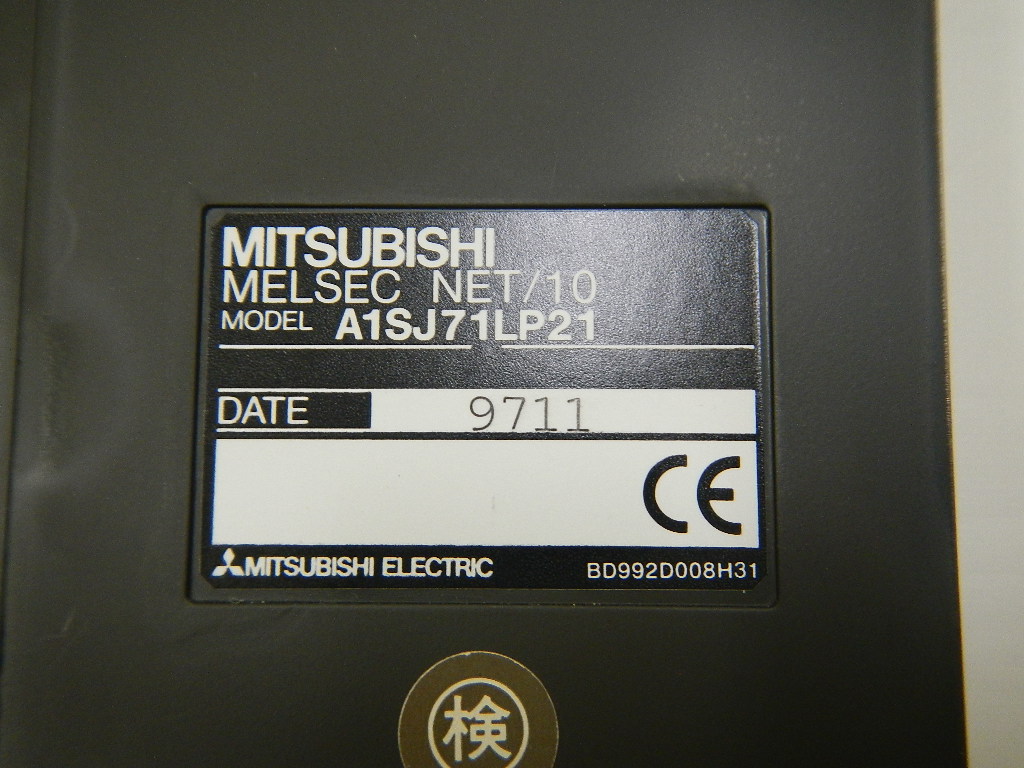 MITSUBISHI
MELSEC NET/10
MODEL A1SJ71LP21
DATE 9711
CE
MITSUBISHI ELECTRIC BD992D008H31
検